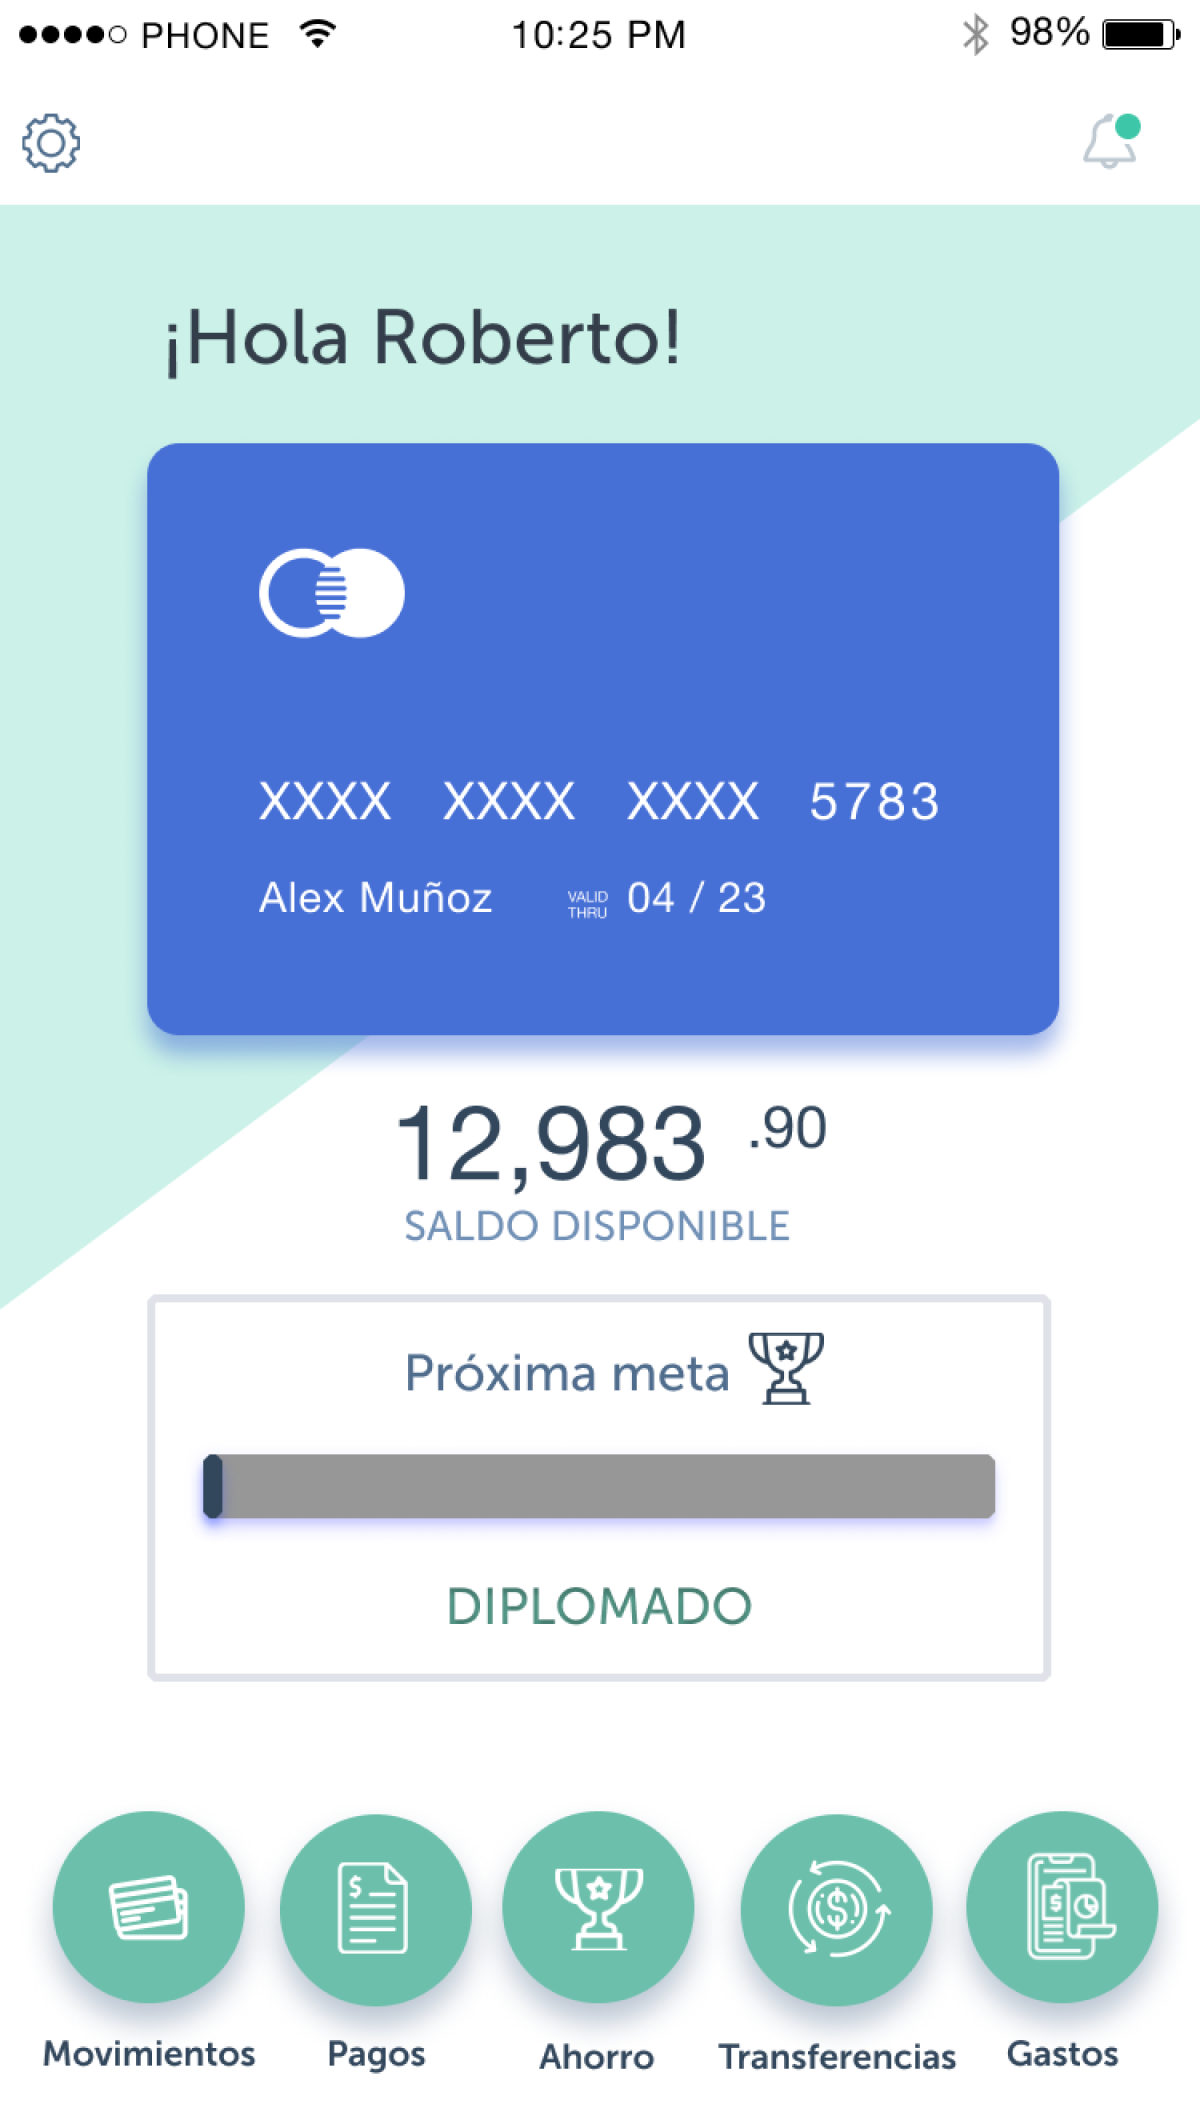 PHONE 10:25 PM 98%
¡Hola Roberto!
XXXX XXXX XXXX 5783
Alex Muñoz VALID THRU 04 / 23
12,983 .90
SALDO DISPONIBLE
Próxima meta
DIPLOMADO
Movimientos Pagos Ahorro Transferencias Gastos